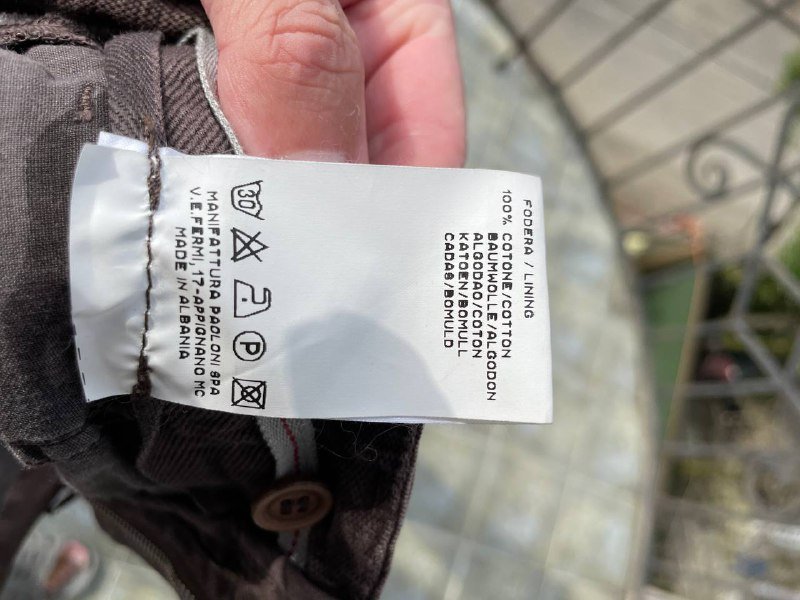 FODERA / LINING
100% COTONE/COTTON
BAUMWOLLE/ALGODON
ALGODAO/COTON
KATOEN/BOMULL
CADAS/BOMULD
30
P
MANIFATTURA PAOLONI SPA
V.E.FERMI, 17-APPIGNANO MC
MADE IN ALBANIA